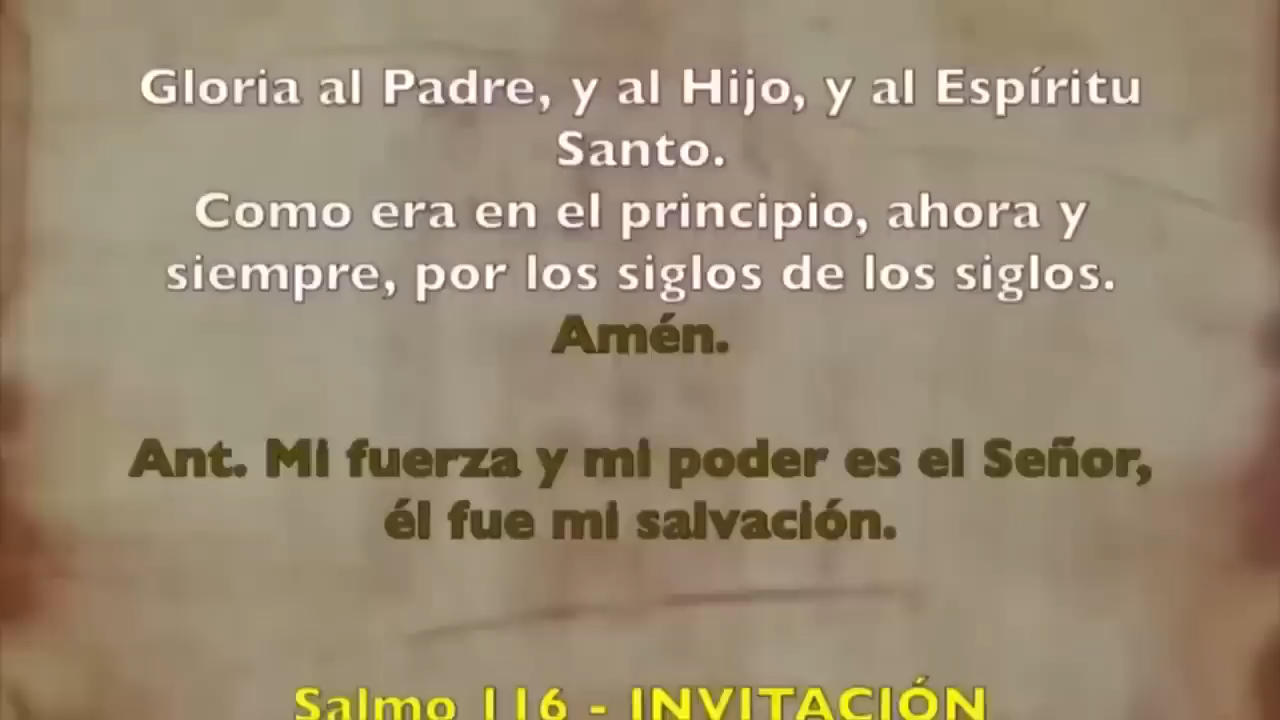 Gloria al Padre, y al Hijo, y al Espíritu
Santo.
Como era en el principio, ahora y
siempre, por los siglos de los siglos.
Amén.
Ant. Mi fuerza y mi poder es el Señor,
él fue mi salvación.
Salmo 116 - INVITACIÓN